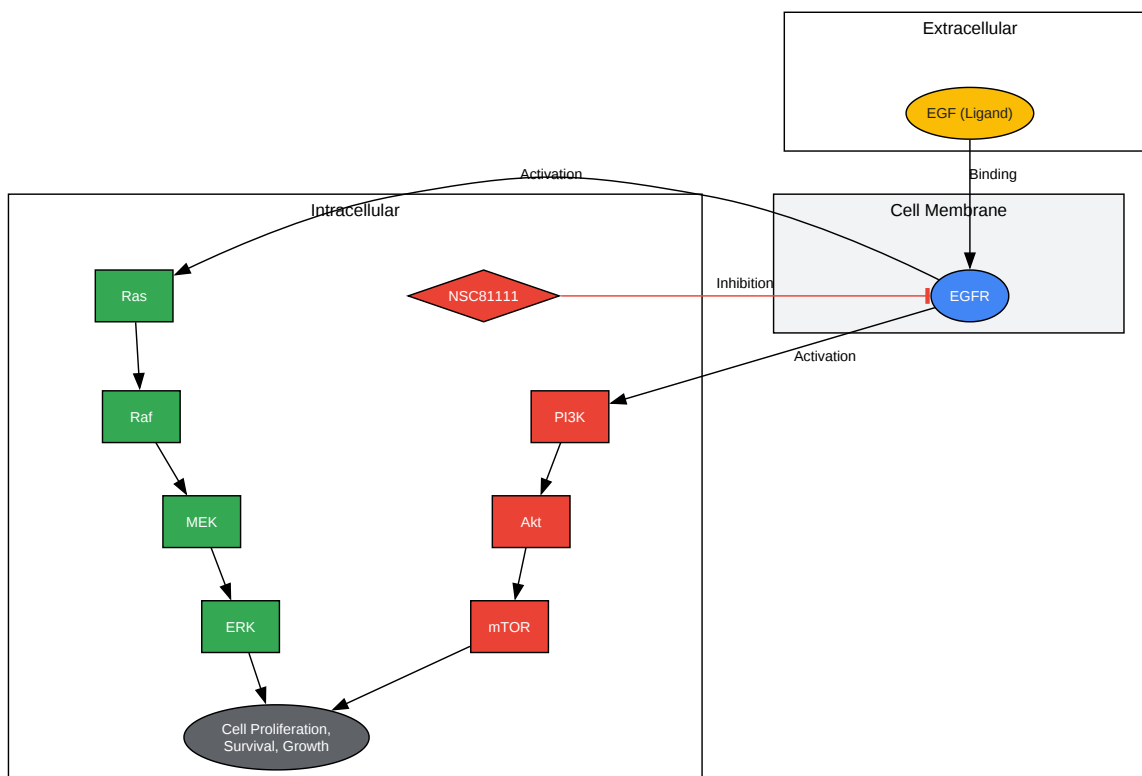 Extracellular
EGF (Ligand)
Activation
Binding
Intracellular
Cell Membrane
Ras
NSC81111
Inhibition
EGFR
Activation
Raf
PI3K
MEK
Akt
ERK
mTOR
Cell Proliferation,
Survival, Growth